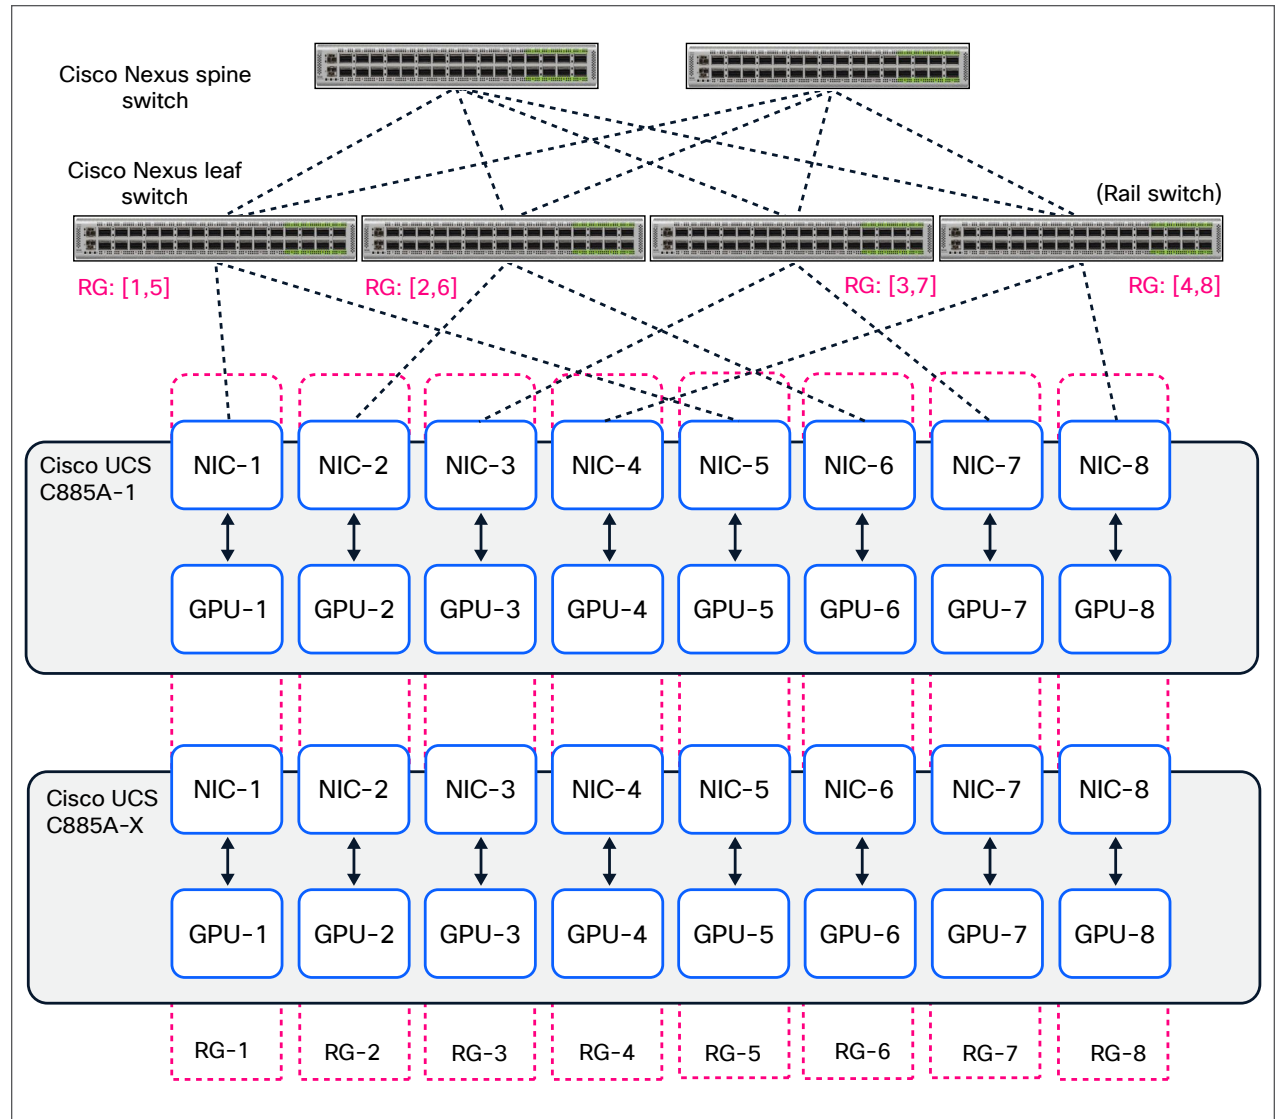 Cisco Nexus spine
switch
Cisco Nexus leaf
switch
(Rail switch)
RG: [1,5]
RG: [2,6]
RG: [3,7]
RG: [4,8]
Cisco UCS
C885A-1
NIC-1
NIC-2
NIC-3
NIC-4
NIC-5
NIC-6
NIC-7
NIC-8
GPU-1
GPU-2
GPU-3
GPU-4
GPU-5
GPU-6
GPU-7
GPU-8
Cisco UCS
C885A-X
NIC-1
NIC-2
NIC-3
NIC-4
NIC-5
NIC-6
NIC-7
NIC-8
GPU-1
GPU-2
GPU-3
GPU-4
GPU-5
GPU-6
GPU-7
GPU-8
RG-1
RG-2
RG-3
RG-4
RG-5
RG-6
RG-7
RG-8